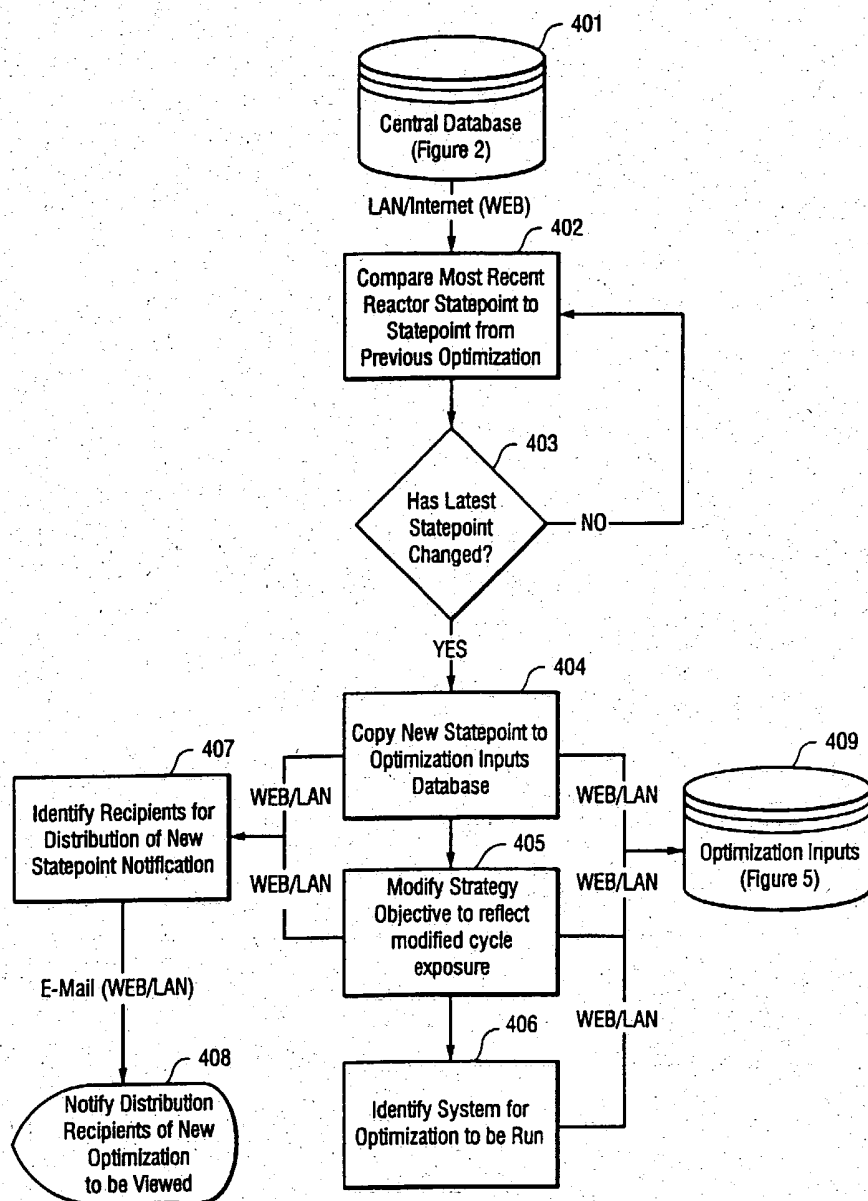 401
Central Database
(Figure 2)
LAN/Internet (WEB)
402
Compare Most Recent
Reactor Statepoint to
Statepoint from
Previous Optimization
403
Has Latest
Statepoint
Changed?
NO
YES
404
Copy New Statepoint to
Optimization Inputs
Database
407
Identify Recipients for
Distribution of New
Statepoint Notification
WEB/LAN
WEB/LAN
409
Optimization Inputs
(Figure 5)
405
Modify Strategy
Objective to reflect
modified cycle
exposure
WEB/LAN
WEB/LAN
E-Mail (WEB/LAN)
WEB/LAN
406
Identify System for
Optimization to be Run
408
Notify Distribution
Recipients of New
Optimization
to be Viewed